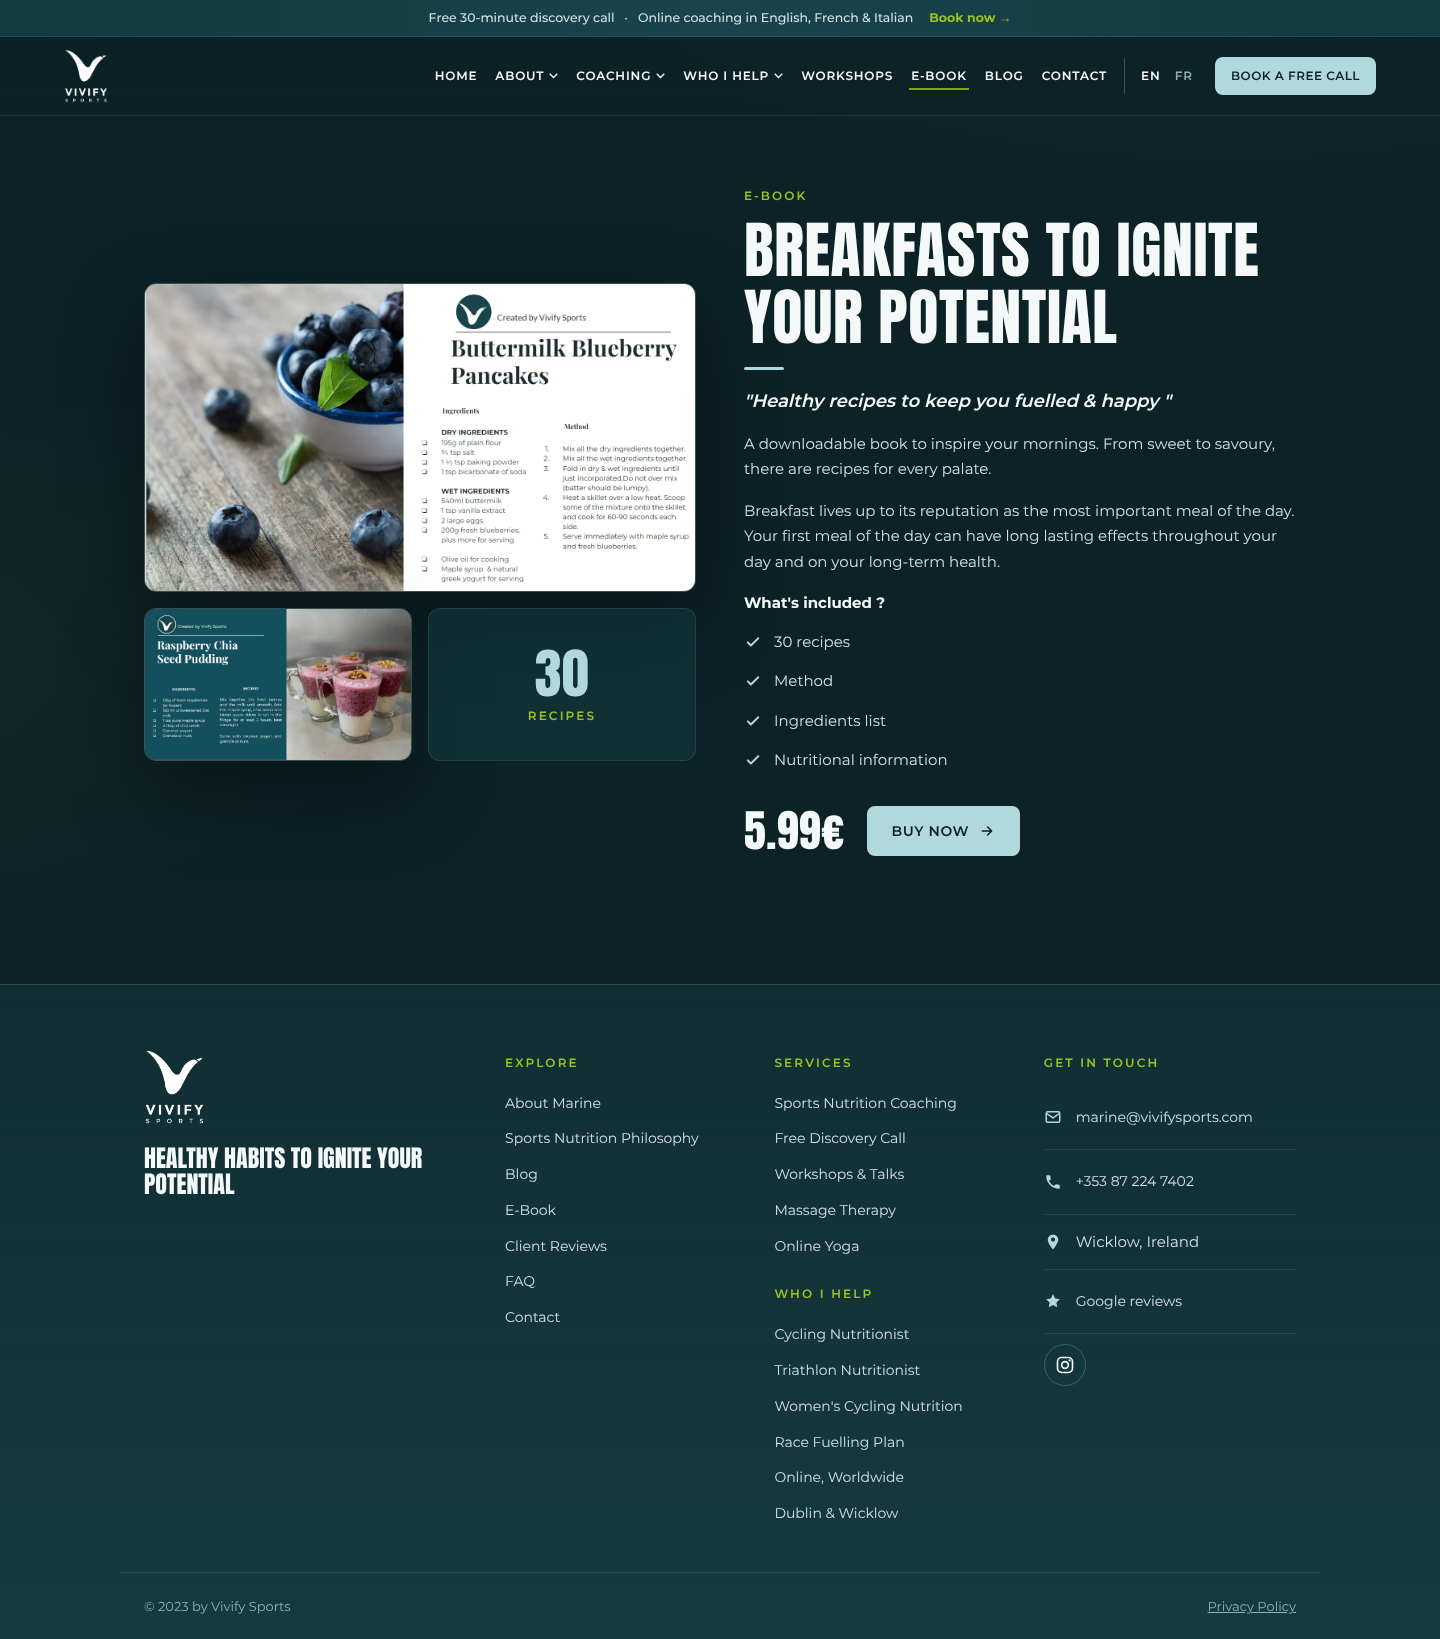 Free 30-minute discovery call · Online coaching in English, French & Italian Book now →
VIVIFY
SPORTS
HOME ABOUT COACHING WHO I HELP WORKSHOPS E-BOOK BLOG CONTACT EN FR BOOK A FREE CALL
Created by Vivify Sports
Buttermilk Blueberry
Pancakes
Ingredients
DRY INGREDIENTS
195g of plain flour
¾ tsp salt
1 ½ tsp baking powder
1 tsp bicarbonate of soda
WET INGREDIENTS
540ml buttermilk
1 tsp vanilla extract
2 large eggs
200g fresh blueberries,
plus more for serving
Olive oil for cooking
Maple syrup & natural
greek yogurt for serving
Method
1. Mix all the dry ingredients together.
2. Mix all the wet ingredients together.
3. Fold in dry & wet ingredients until
just incorporated.Do not over mix
(batter should be lumpy).
4. Heat a skillet over a low heat. Scoop
some of the mixture onto the skillet
and cook for 60-90 seconds each
side.
5. Serve immediately with maple syrup
and fresh blueberries.
Created by Vivify Sports
Raspberry Chia
Seed Pudding
INGREDIENTS
METHOD
30
RECIPES
E-BOOK
BREAKFASTS TO IGNITE
YOUR POTENTIAL
"Healthy recipes to keep you fuelled & happy "
A downloadable book to inspire your mornings. From sweet to savoury,
there are recipes for every palate.
Breakfast lives up to its reputation as the most important meal of the day.
Your first meal of the day can have long lasting effects throughout your
day and on your long-term health.
What's included ?
30 recipes
Method
Ingredients list
Nutritional information
5.99€ BUY NOW →
VIVIFY
SPORTS
HEALTHY HABITS TO IGNITE YOUR
POTENTIAL
EXPLORE
About Marine
Sports Nutrition Philosophy
Blog
E-Book
Client Reviews
FAQ
Contact
SERVICES
Sports Nutrition Coaching
Free Discovery Call
Workshops & Talks
Massage Therapy
Online Yoga
WHO I HELP
Cycling Nutritionist
Triathlon Nutritionist
Women's Cycling Nutrition
Race Fuelling Plan
Online, Worldwide
Dublin & Wicklow
GET IN TOUCH
marine@vivifysports.com
+353 87 224 7402
Wicklow, Ireland
Google reviews
© 2023 by Vivify Sports
Privacy Policy